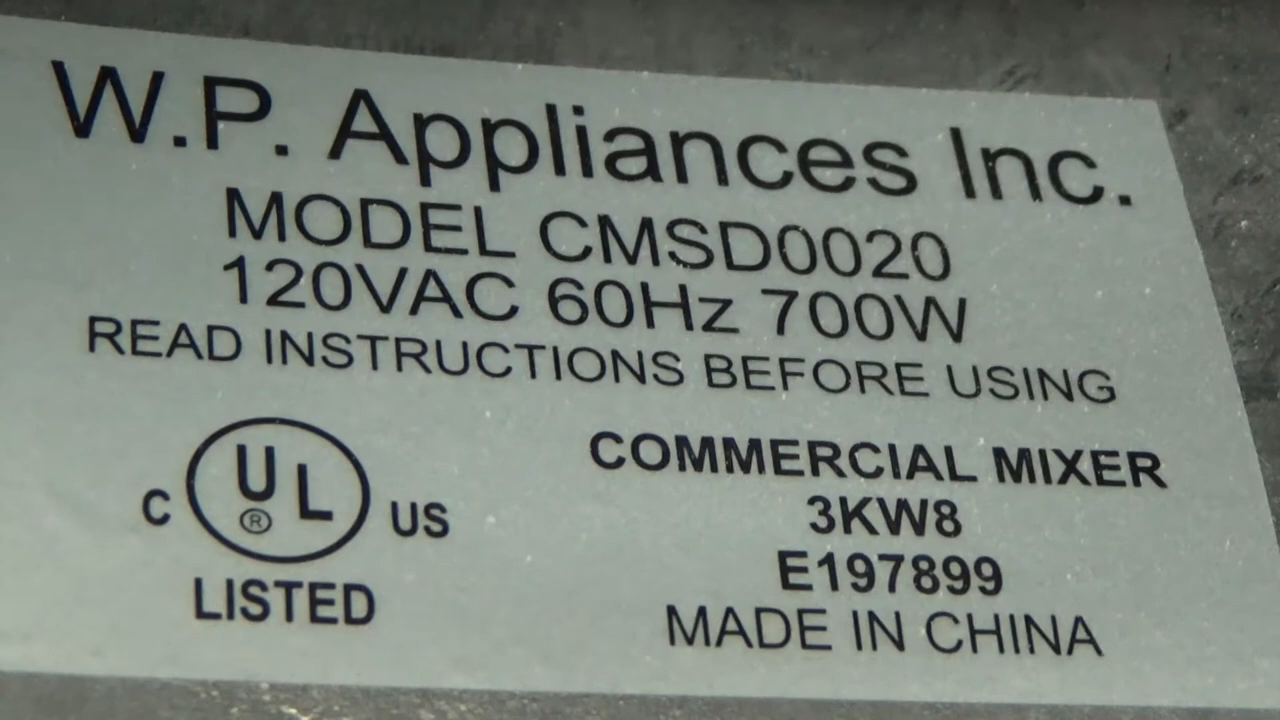 W.P. Appliances Inc.
MODEL CMSD0020
120VAC 60Hz 700W
READ INSTRUCTIONS BEFORE USING
C UL ® US
LISTED
COMMERCIAL MIXER
3KW8
E197899
MADE IN CHINA